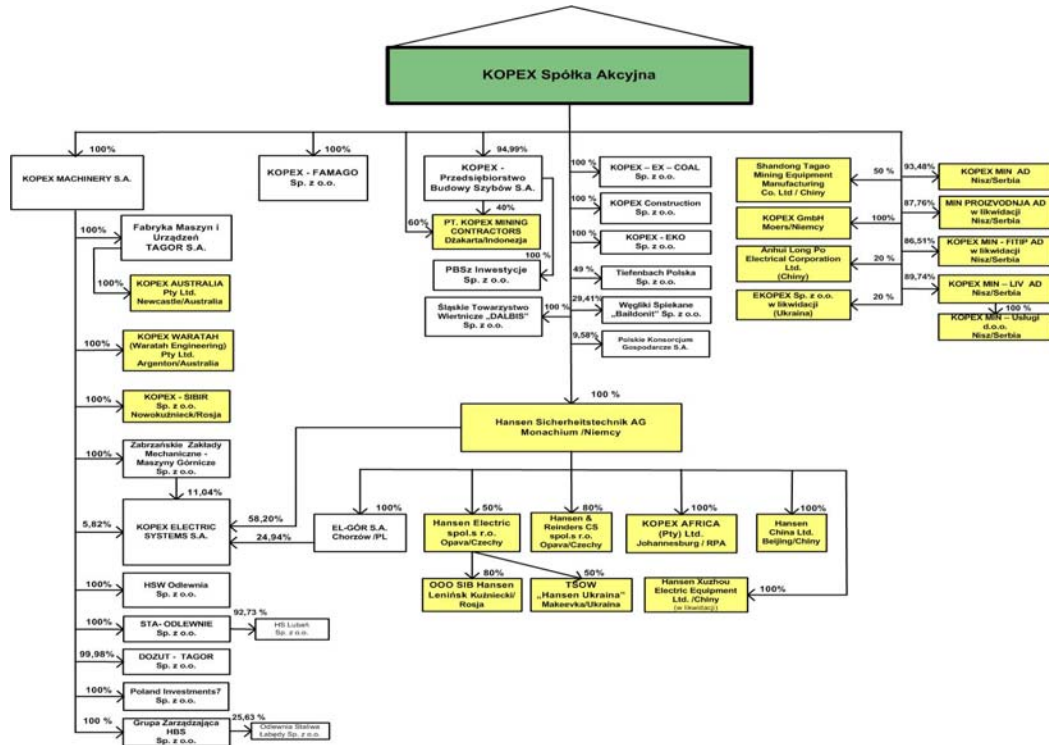 KOPEX Spółka Akcyjna
100%
KOPEX MACHINERY S.A.
100%
KOPEX - FAMAGO
Sp. z o.o.
94,99%
KOPEX -
Przedsiębiorstwo
Budowy Szybów S.A.
40%
60%
PT. KOPEX MINING
CONTRACTORS
Dżakarta/Indonezja
100 %
PBSz Inwestycje
Sp. z o.o.
Śląskie Towarzystwo
Wiertnicze „DALBIS"
Sp. z o.o.
100%
100 %
KOPEX – EX – COAL
Sp. z o.o.
100 %
KOPEX Construction
Sp. z o.o.
100 %
KOPEX - EKO
Sp. z o.o.
49 %
Tiefenbach Polska
Sp. z o.o.
29,41%
Węgliki Spiekane
„Baildonit" Sp. z o.o.
9,58%
Polskie Konsorcjum
Gospodarcze S.A.
Shandong Tagao
Mining Equipment
Manufacturing
Co. Ltd / Chiny
50 %
KOPEX GmbH
Moers/Niemcy
100%
Anhui Long Po
Electrical Corporation
Ltd.
(Chiny)
20 %
EKOPEX Sp. z o.o.
w likwidacji
(Ukraina)
20 %
93,48%
KOPEX MIN AD
Nisz/Serbia
87,76%
MIN PROIZVODNJA AD
w likwidacji
Nisz/Serbia
86,51%
KOPEX MIN - FITIP AD
w likwidacji
Nisz/Serbia
89,74%
KOPEX MIN – LIV AD
Nisz/Serbia
100 %
KOPEX MIN – Usługi
d.o.o.
Nisz/Serbia
100%
Fabryka Maszyn i
Urządzeń
TAGOR S.A.
100%
KOPEX AUSTRALIA
Pty Ltd.
Newcastle/Australia
100%
KOPEX WARATAH
(Waratah Engineering)
Pty Ltd.
Argenton/Australia
100%
KOPEX - SIBIR
Sp. z o.o.
Nowokuźnieck/Rosja
100%
Zabrzańskie Zakłady
Mechaniczne -
Maszyny Górnicze
Sp. z o.o.
11,04%
5,82%
KOPEX ELECTRIC
SYSTEMS S.A.
58,20%
24,94%
100%
HSW Odlewnia
Sp. z o.o.
100%
STA- ODLEWNIE
Sp. z o.o.
92,73 %
HS Lubań
Sp. z o.o.
99,98%
DOZUT - TAGOR
Sp. z o.o.
100%
Poland Investments7
Sp. z o.o.
100 %
Grupa Zarządzająca
HBS
Sp. z o.o.
25,63 %
Odlewnia Staliwa
Łabędy Sp. z o.o.
100 %
Hansen Sicherheitstechnik AG
Monachium /Niemcy
100%
EL-GÓR S.A.
Chorzów /PL
50%
Hansen Electric
spol.s r.o.
Opava/Czechy
80%
Hansen &
Reinders CS
spol.s r.o.
Opava/Czechy
100%
KOPEX AFRICA
(Pty) Ltd.
Johannesburg / RPA
100%
Hansen
China Ltd.
Beijing/Chiny
80%
OOO SIB Hansen
Leninśk Kuźniecki/
Rosja
50%
TSOW
„Hansen Ukraina"
Makeevka/Ukraina
Hansen Xuzhou
Electric Equipment
Ltd. /Chiny
(w likwidacji)
100%